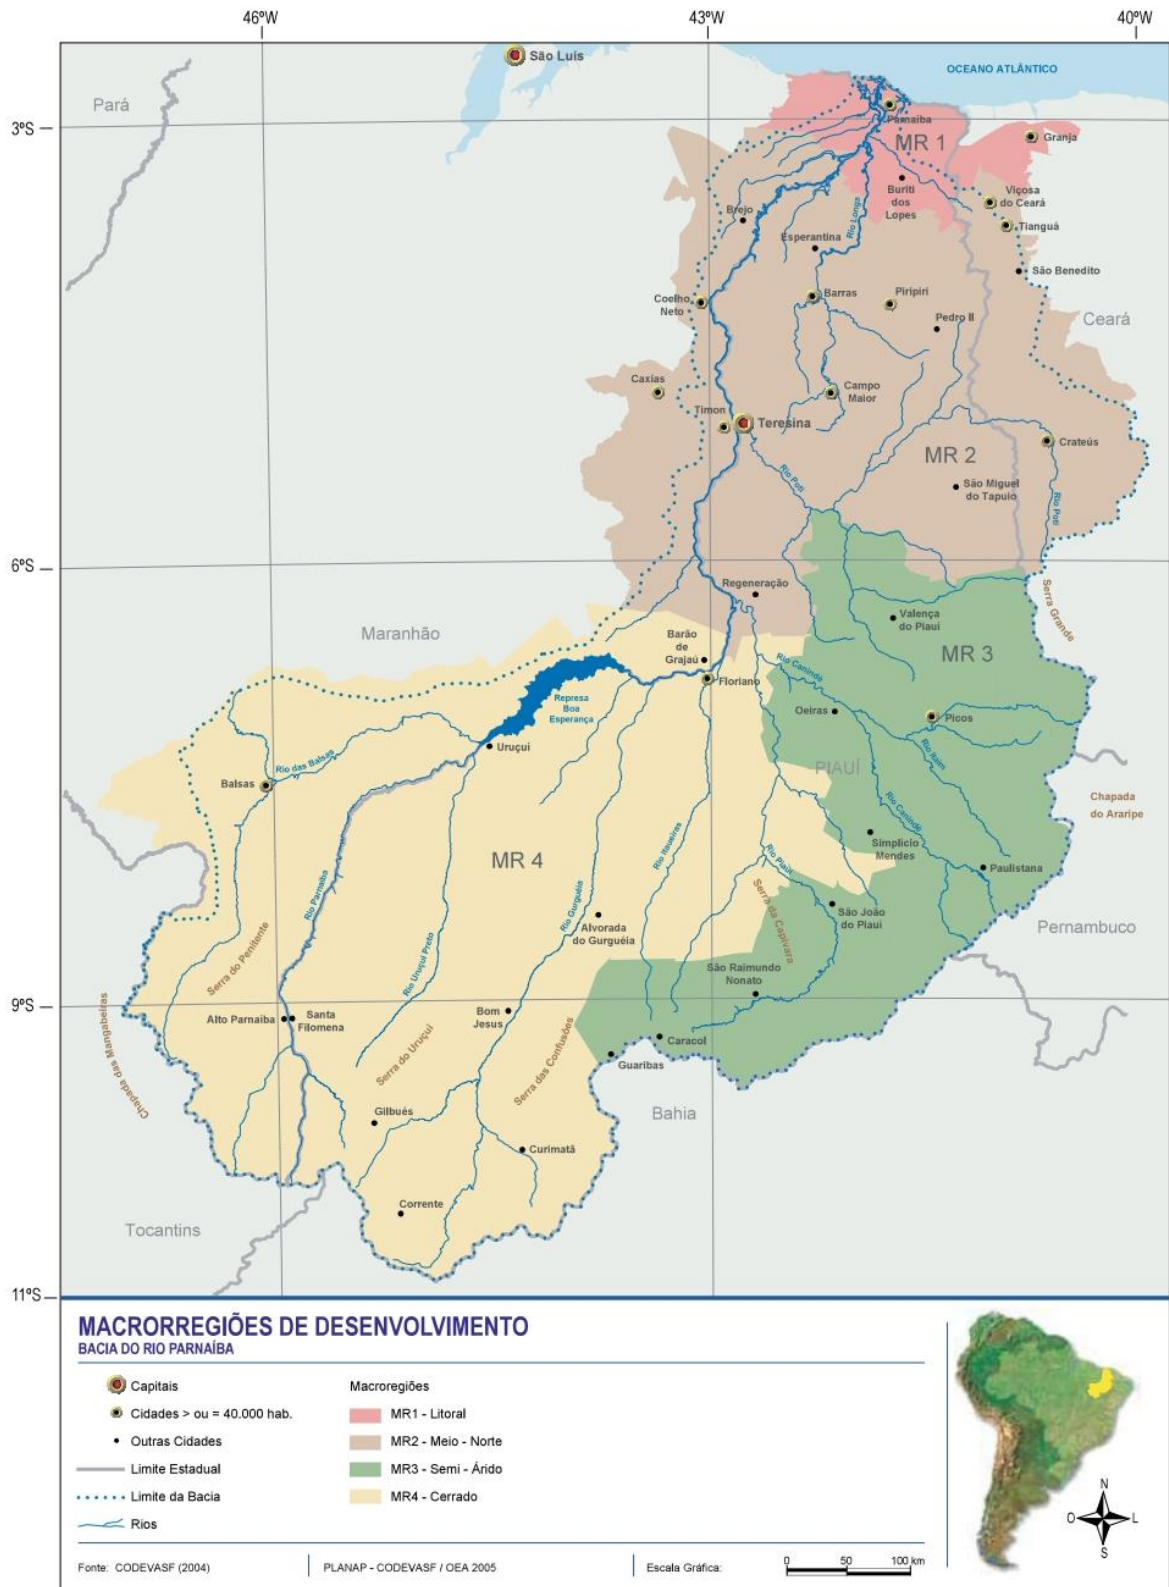 46ºW
43ºW
40ºW
São Luís
OCEANO ATLÂNTICO
Pará
3ºS
Parnaíba
MR 1
Granja
Buriti
dos
Lopes
Viçosa
do Ceará
Brejo
Rio Longa
Tianguá
Esperantina
São Benedito
Coelho
Neto
Barras
Piripiri
Pedro II
Ceará
Caxias
Campo
Maior
Timon
Teresina
Crateús
MR 2
Rio Poti
São Miguel
do Tapuio
Rio Poti
6ºS
Regeneração
Serra Grande
Valença
do Piauí
Maranhão
Barão
de
Grajaú
MR 3
Rio Canindé
Floriano
Represa
Boa
Esperança
Oeiras
Picos
Uruçuí
Rio das Balsas
Rio Itaim
Balsas
PIAUÍ
Chapada
do Araripe
Rio Canindé
Simplício
Mendes
MR 4
Rio Itaueiras
Rio Piauí
Paulistana
Rio Parnaíba
Rio Gurguéia
Serra da Capivara
São João
do Piauí
Alvorada
do Gurguéia
Pernambuco
Serra do Penitente
Rio Uruçuí Preto
São Raimundo
Nonato
9ºS
Alto Parnaíba
Santa
Filomena
Bom
Jesus
Chapada das Mangabeiras
Serra do Uruçuí
Serra das Confusões
Caracol
Guaribas
Gilbués
Bahia
Curimatá
Corrente
Tocantins
11ºS
MACRORREGIÕES DE DESENVOLVIMENTO
BACIA DO RIO PARNAÍBA
Capitais
Cidades > ou = 40.000 hab.
Outras Cidades
Limite Estadual
Limite da Bacia
Rios
Macroregiões
MR1 - Litoral
MR2 - Meio - Norte
MR3 - Semi - Árido
MR4 - Cerrado
N
O
L
S
Fonte: CODEVASF (2004)
PLANAP - CODEVASF / OEA 2005
Escala Gráfica:
0 50 100 km